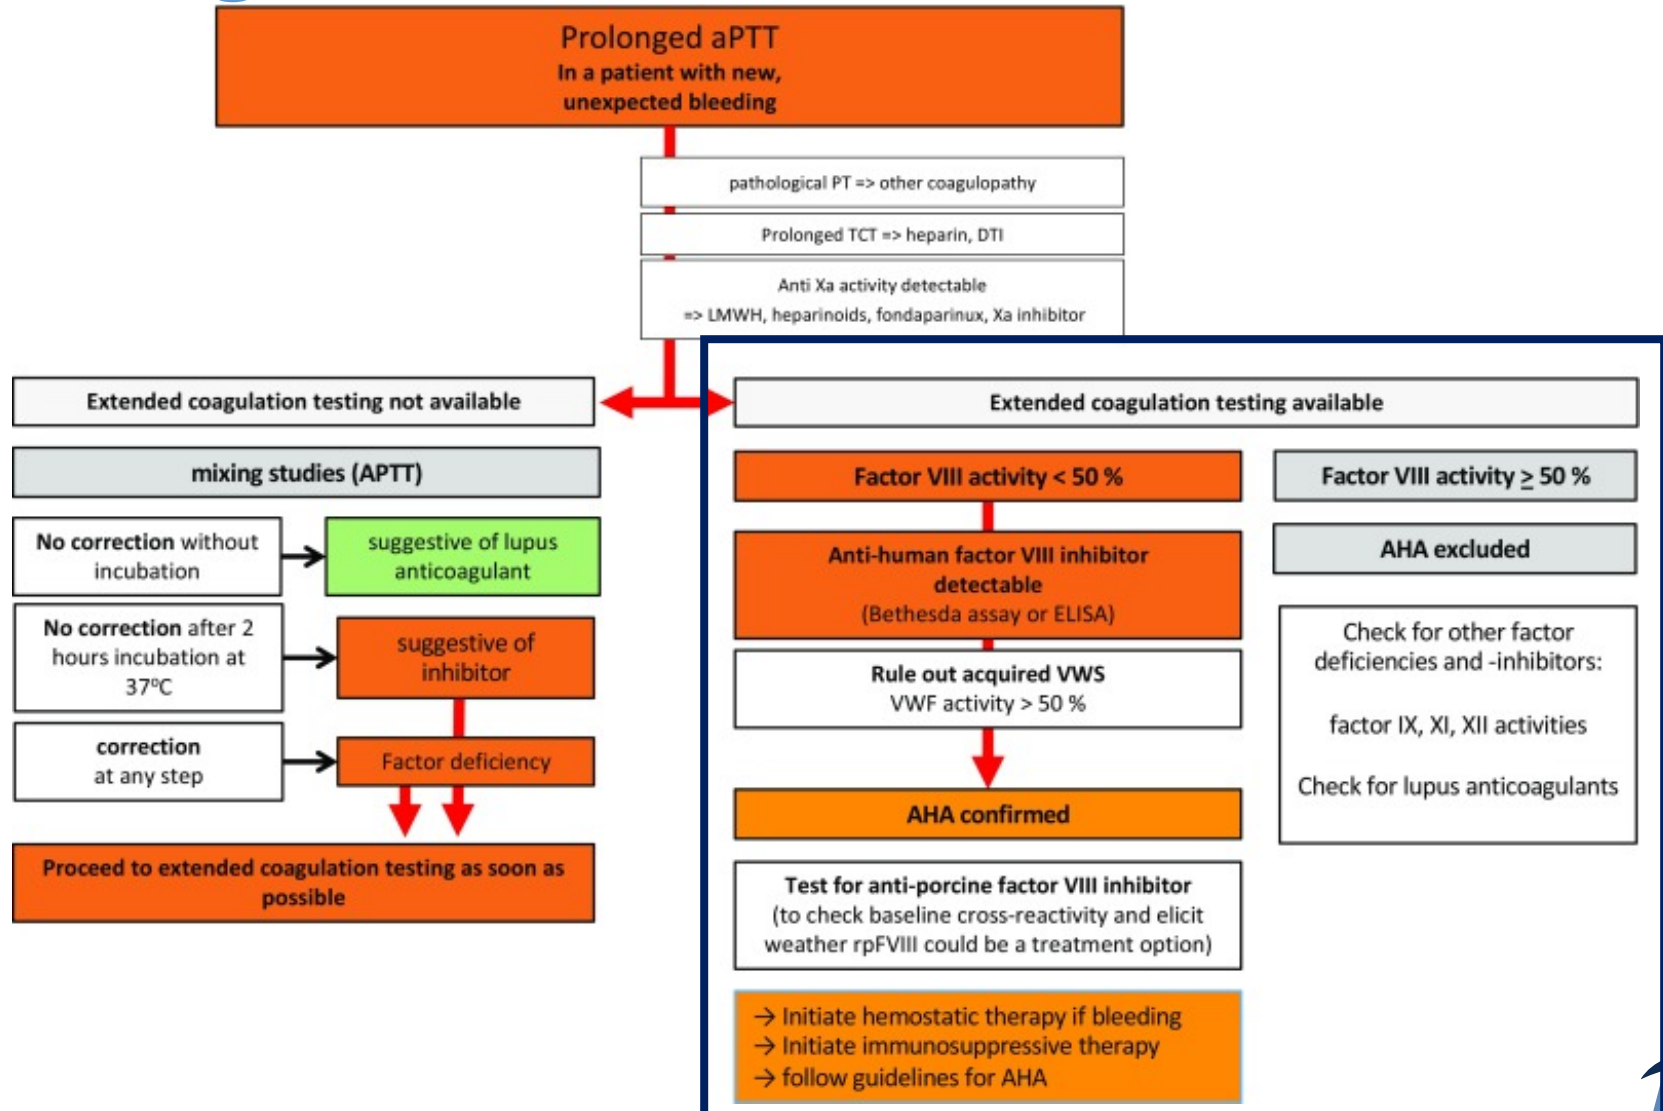 Prolonged aPTT
In a patient with new,
unexpected bleeding
pathological PT => other coagulopathy
Prolonged TCT => heparin, DTI
Anti Xa activity detectable
=> LMWH, heparinoids, fondaparinux, Xa inhibitor
Extended coagulation testing not available
mixing studies (APTT)
No correction without
incubation
suggestive of lupus
anticoagulant
No correction after 2
hours incubation at
37ºC
suggestive of
inhibitor
correction
at any step
Factor deficiency
Proceed to extended coagulation testing as soon as
possible
Extended coagulation testing available
Factor VIII activity < 50 %
Anti-human factor VIII inhibitor
detectable
(Bethesda assay or ELISA)
Rule out acquired VWS
VWF activity > 50 %
AHA confirmed
Test for anti-porcine factor VIII inhibitor
(to check baseline cross-reactivity and elicit
weather rpFVIII could be a treatment option)
→ Initiate hemostatic therapy if bleeding
→ Initiate immunosuppressive therapy
→ follow guidelines for AHA
Factor VIII activity ≥ 50 %
AHA excluded
Check for other factor
deficiencies and -inhibitors:
factor IX, XI, XII activities
Check for lupus anticoagulants